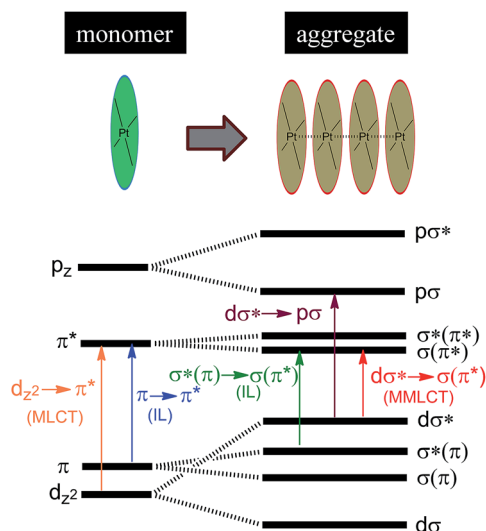 monomer
aggregate
Pt
Pt Pt Pt Pt
pσ*
p_z
pσ
dσ*→pσ
π*
σ*(π*)
σ(π*)
d_z²→π*
(MLCT)
π→π*
(IL)
σ*(π)→σ(π*)
(IL)
dσ*→σ(π*)
(MMLCT)
dσ*
π
σ*(π)
σ(π)
d_z²
dσ